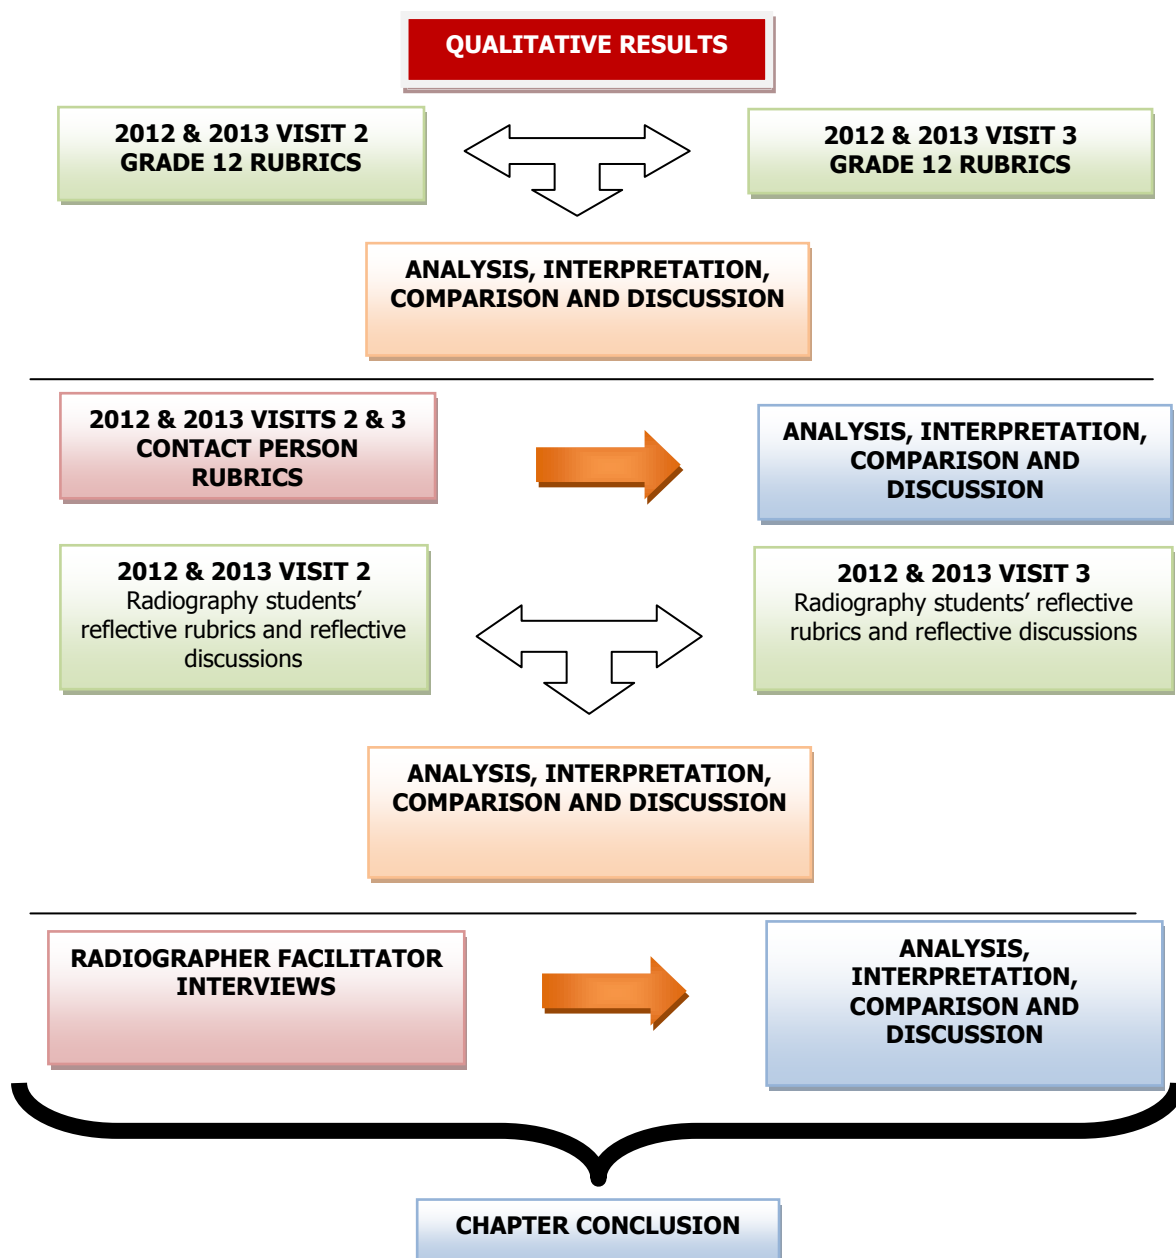 QUALITATIVE RESULTS
2012 & 2013 VISIT 2
GRADE 12 RUBRICS
2012 & 2013 VISIT 3
GRADE 12 RUBRICS
ANALYSIS, INTERPRETATION,
COMPARISON AND DISCUSSION
2012 & 2013 VISITS 2 & 3
CONTACT PERSON
RUBRICS
ANALYSIS, INTERPRETATION,
COMPARISON AND
DISCUSSION
2012 & 2013 VISIT 2
Radiography students’
reflective rubrics and reflective
discussions
2012 & 2013 VISIT 3
Radiography students’ reflective
rubrics and reflective discussions
ANALYSIS, INTERPRETATION,
COMPARISON AND DISCUSSION
RADIOGRAPHER FACILITATOR
INTERVIEWS
ANALYSIS,
INTERPRETATION,
COMPARISON AND
DISCUSSION
CHAPTER CONCLUSION